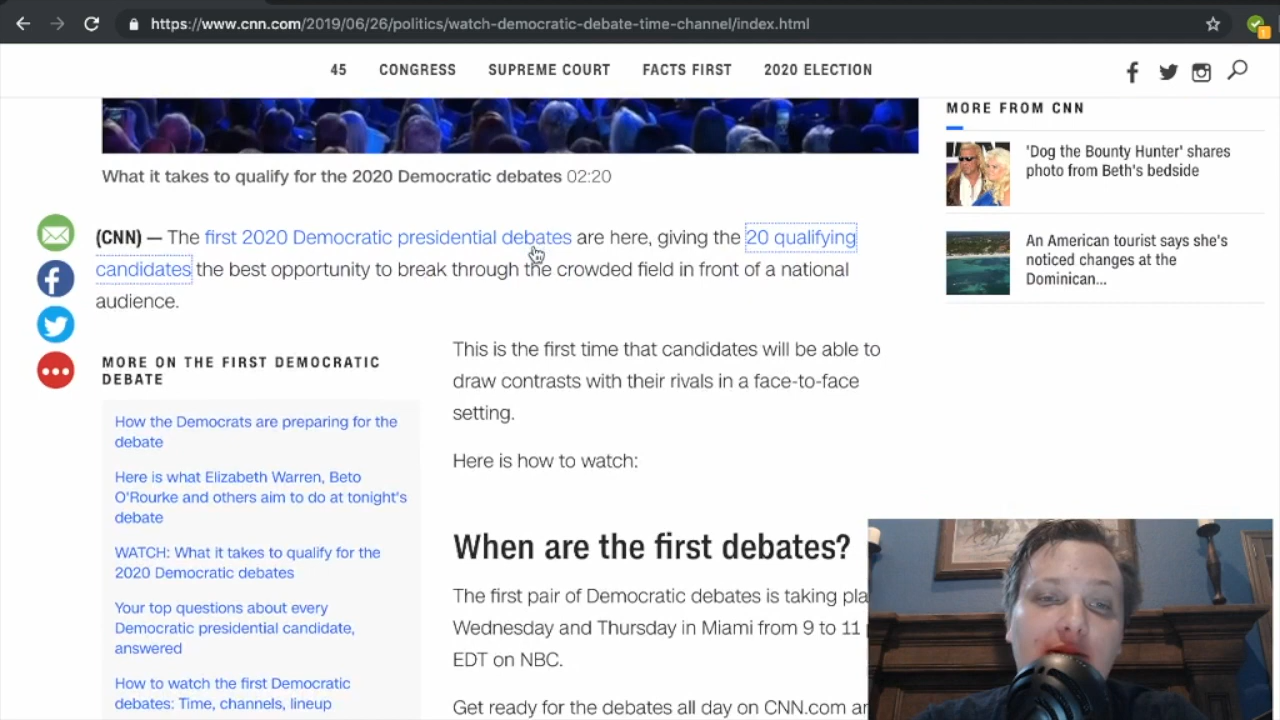 https://www.cnn.com/2019/06/26/politics/watch-democratic-debate-time-channel/index.html
45 CONGRESS SUPREME COURT FACTS FIRST 2020 ELECTION
What it takes to qualify for the 2020 Democratic debates 02:20
(CNN) — The first 2020 Democratic presidential debates are here, giving the 20 qualifying
candidates the best opportunity to break through the crowded field in front of a national
audience.
MORE ON THE FIRST DEMOCRATIC
DEBATE
How the Democrats are preparing for the
debate
Here is what Elizabeth Warren, Beto
O'Rourke and others aim to do at tonight's
debate
WATCH: What it takes to qualify for the
2020 Democratic debates
Your top questions about every
Democratic presidential candidate,
answered
How to watch the first Democratic
debates: Time, channels, lineup
This is the first time that candidates will be able to
draw contrasts with their rivals in a face-to-face
setting.
Here is how to watch:
When are the first debates?
The first pair of Democratic debates is taking pla
Wednesday and Thursday in Miami from 9 to 11
EDT on NBC.
Get ready for the debates all day on CNN.com
MORE FROM CNN
'Dog the Bounty Hunter' shares
photo from Beth's bedside
An American tourist says she's
noticed changes at the
Dominican...